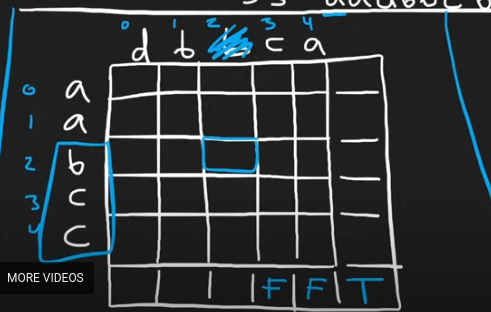 0 1 2 3 4
d b c a
0 a
1 a
2 b
3 c
4 c
F F T
MORE VIDEOS